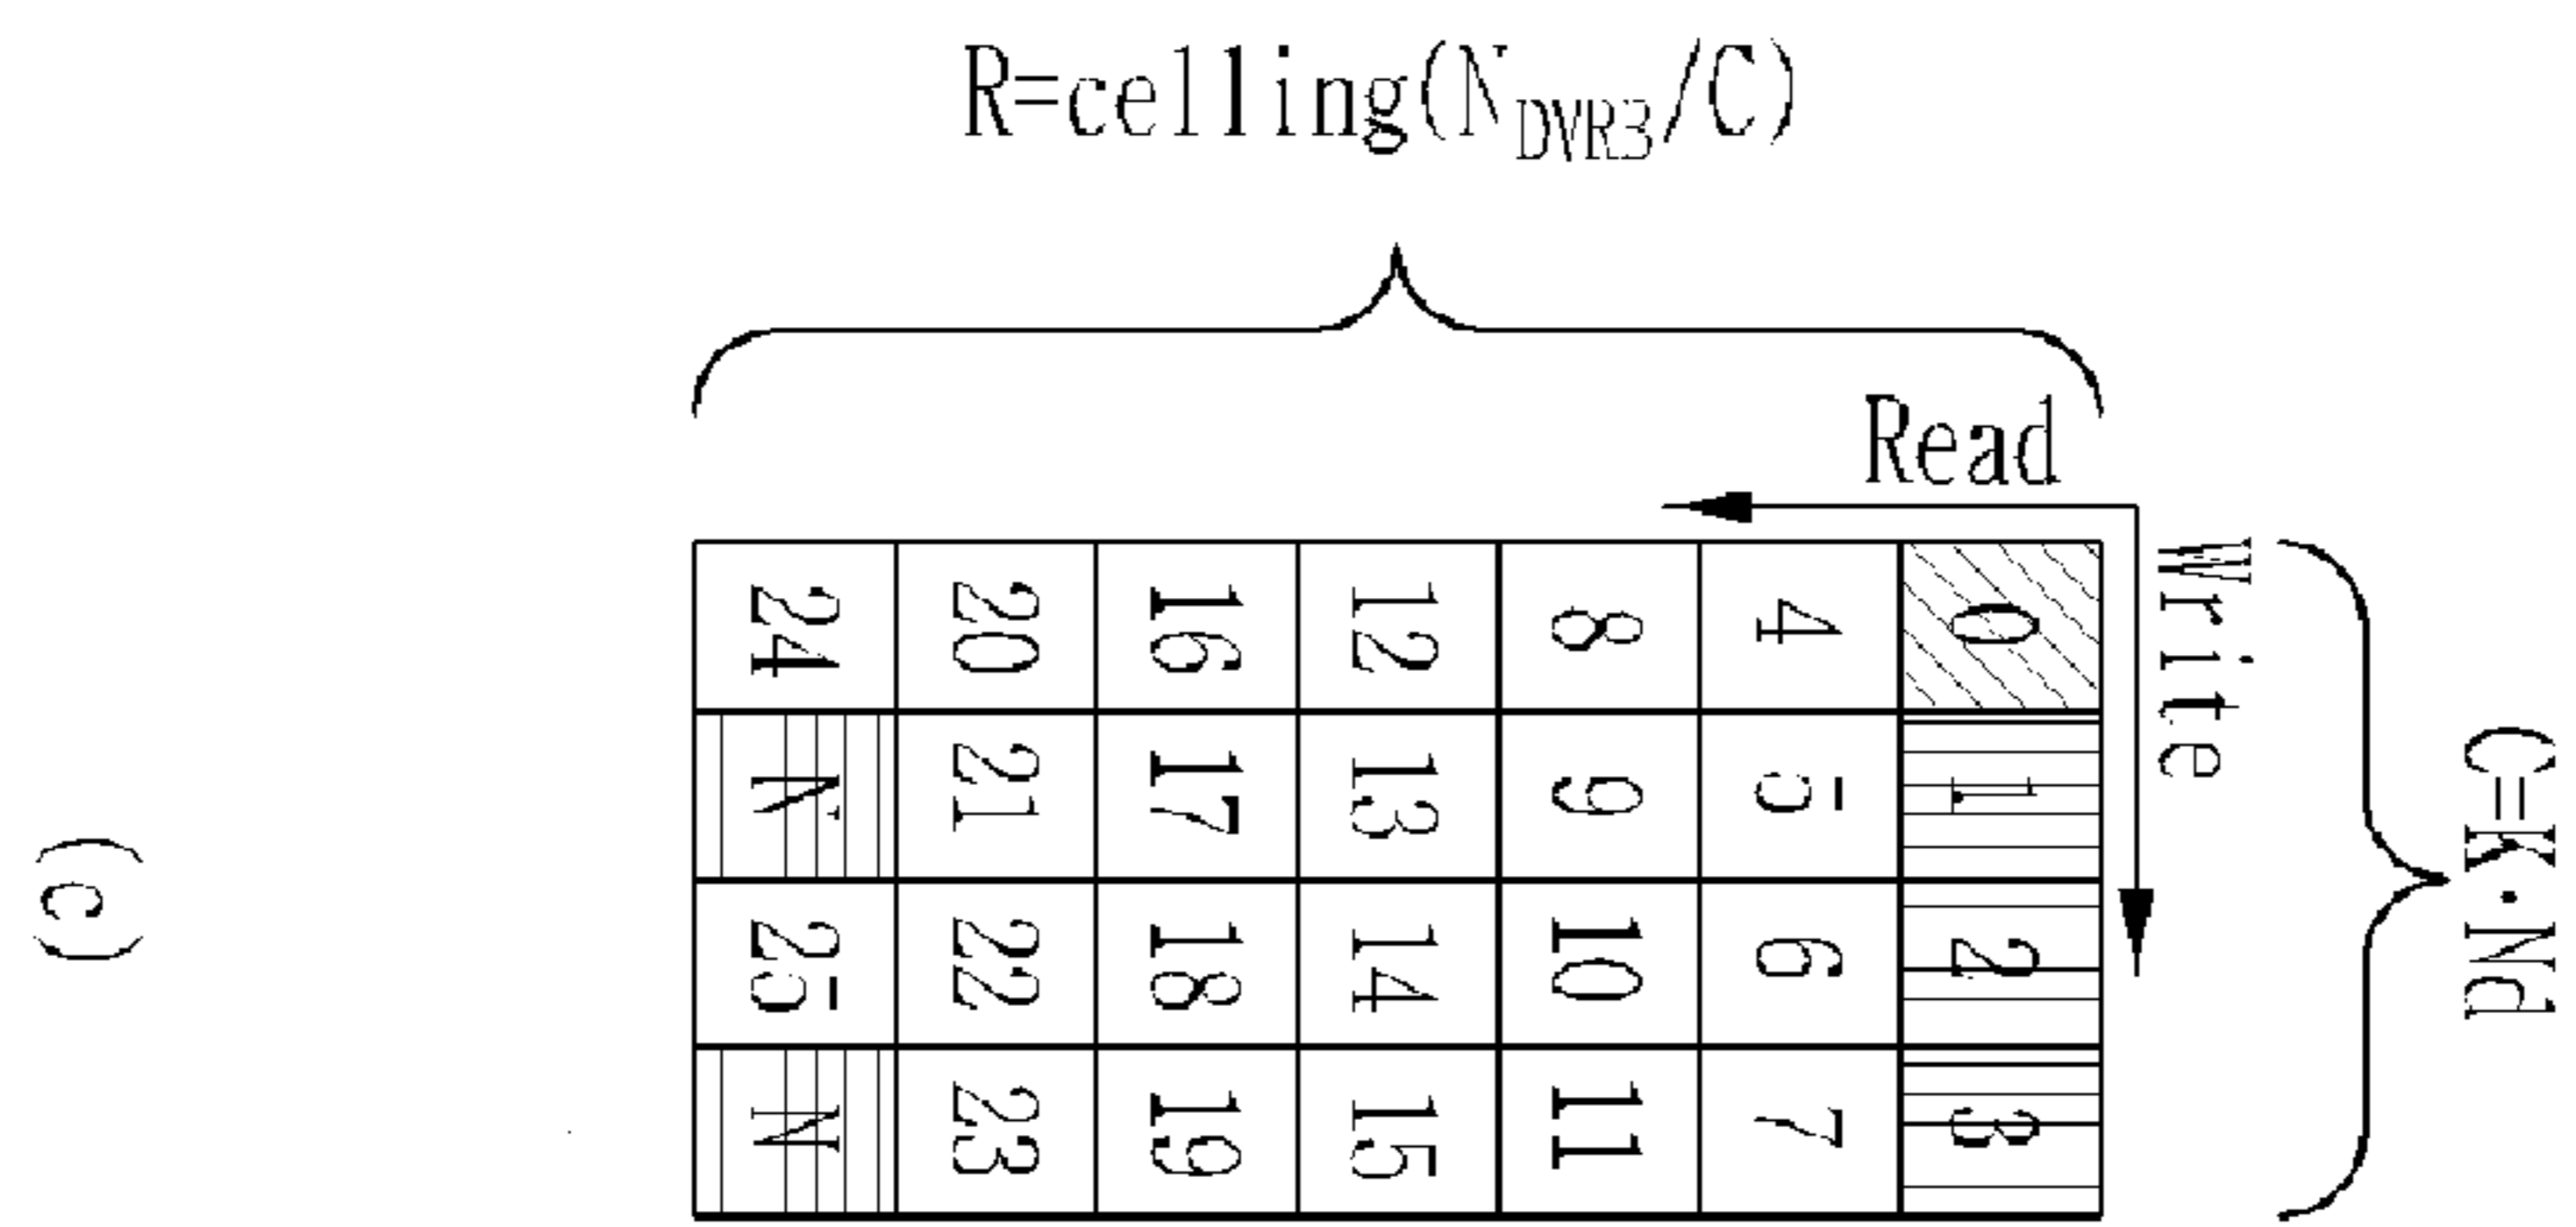 R=celling(N_DVR3/C)
Read
Write
C=K·Nd
24 20 16 12 8 4 0
N 21 17 13 9 5 1
25 22 18 14 10 6 2
N 23 19 15 11 7 3
(c)